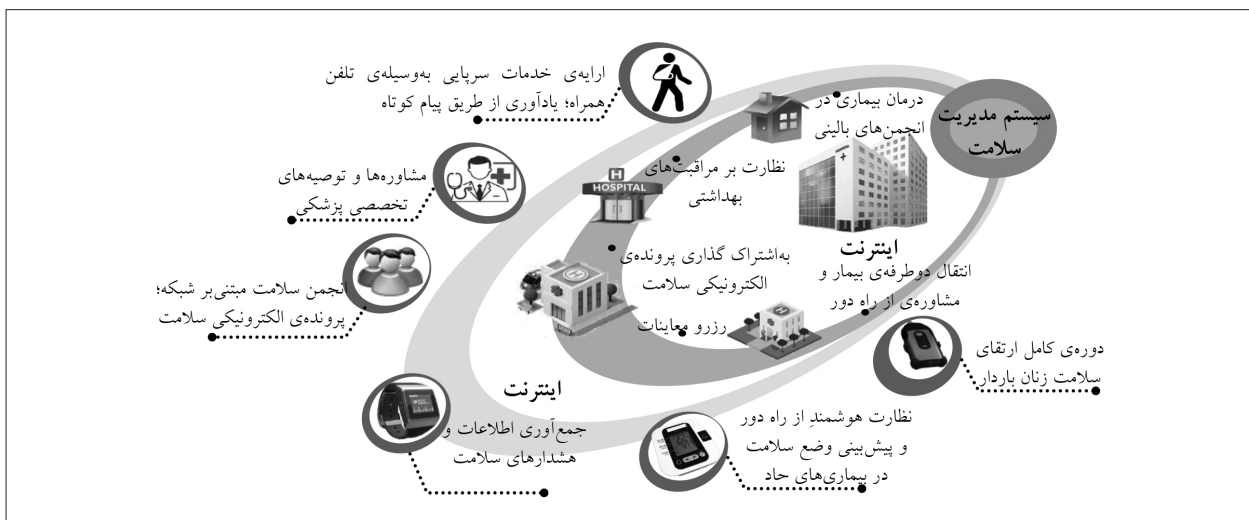 ارایه‌ی خدمات سرپایی به‌وسیله‌ی تلفن
همراه؛ یادآوری از طریق پیام کوتاه
درمان بیماری در
انجمن‌های بالینی
سیستم مدیریت
سلامت
مشاوره‌ها و توصیه‌های
تخصصی پزشکی
نظارت بر مراقبت‌های
بهداشتی
H
HOSPITAL
اینترنت
انتقال دوطرفه‌ی بیمار و
مشاوره‌ی از راه دور
به‌اشتراک گذاری پرونده‌ی
الکترونیکی سلامت
رزرو معاینات
H
H
انجمن سلامت مبتنی‌بر شبکه؛
پرونده‌ی الکترونیکی سلامت
دوره‌ی کامل ارتقای
سلامت زنان باردار
اینترنت
جمع‌آوری اطلاعات و
هشدارهای سلامت
نظارت هوشمندِ از راه دور
و پیش‌بینی وضع سلامت
در بیماری‌های حاد